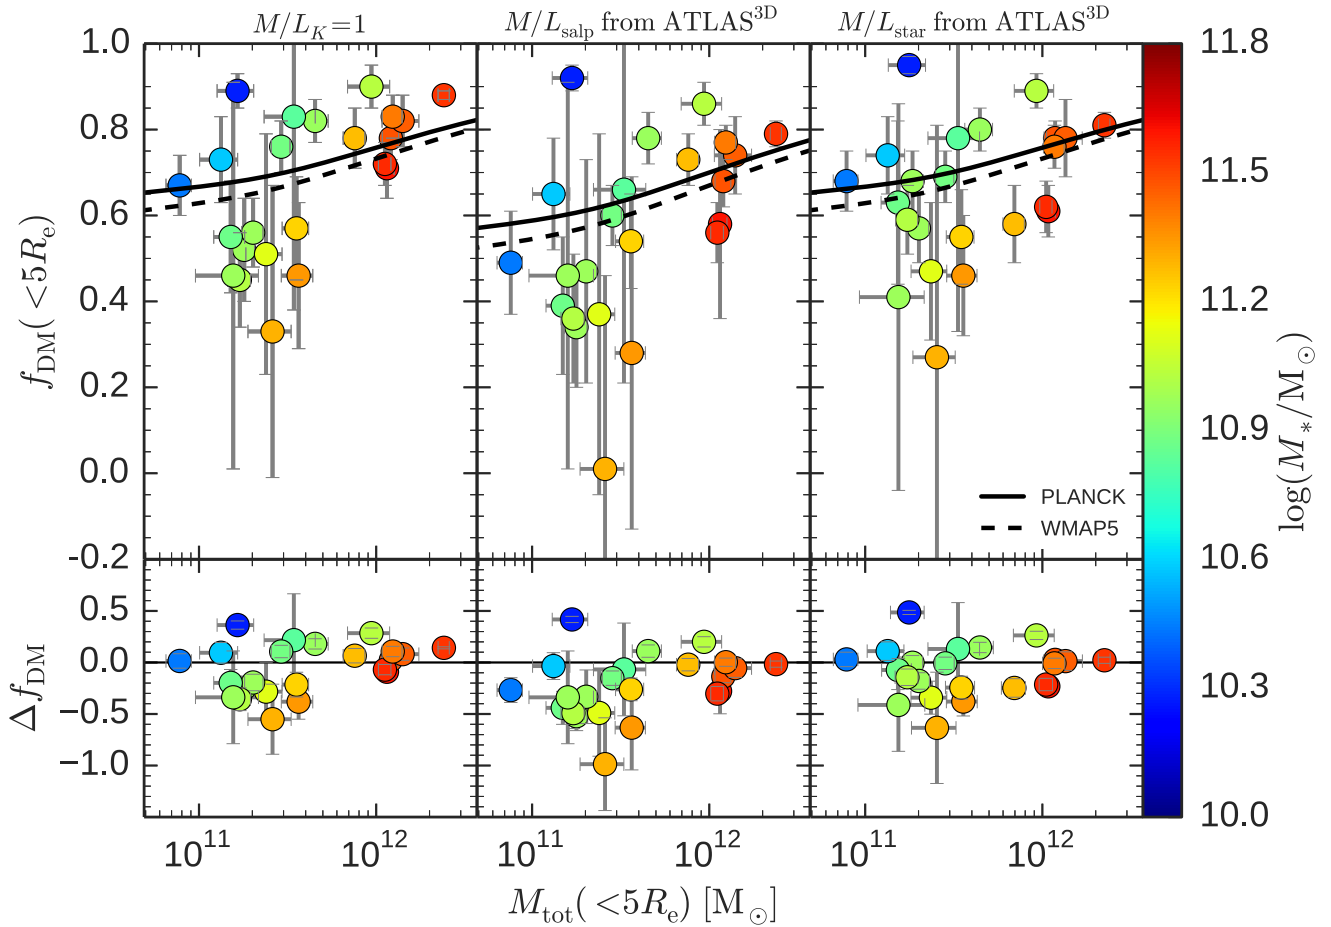 M/L_K=1
M/L_salp from ATLAS^3D
M/L_star from ATLAS^3D
f_DM(<5R_e)
1.0
0.8
0.6
0.4
0.2
0.0
-0.2
PLANCK
WMAP5
Δf_DM
0.5
0.0
−0.5
−1.0
10^11 10^12
10^11 10^12
10^11 10^12
M_tot(<5R_e) [M_⊙]
11.8
11.5
11.2
10.9
10.6
10.3
10.0
log(M_*/M_⊙)